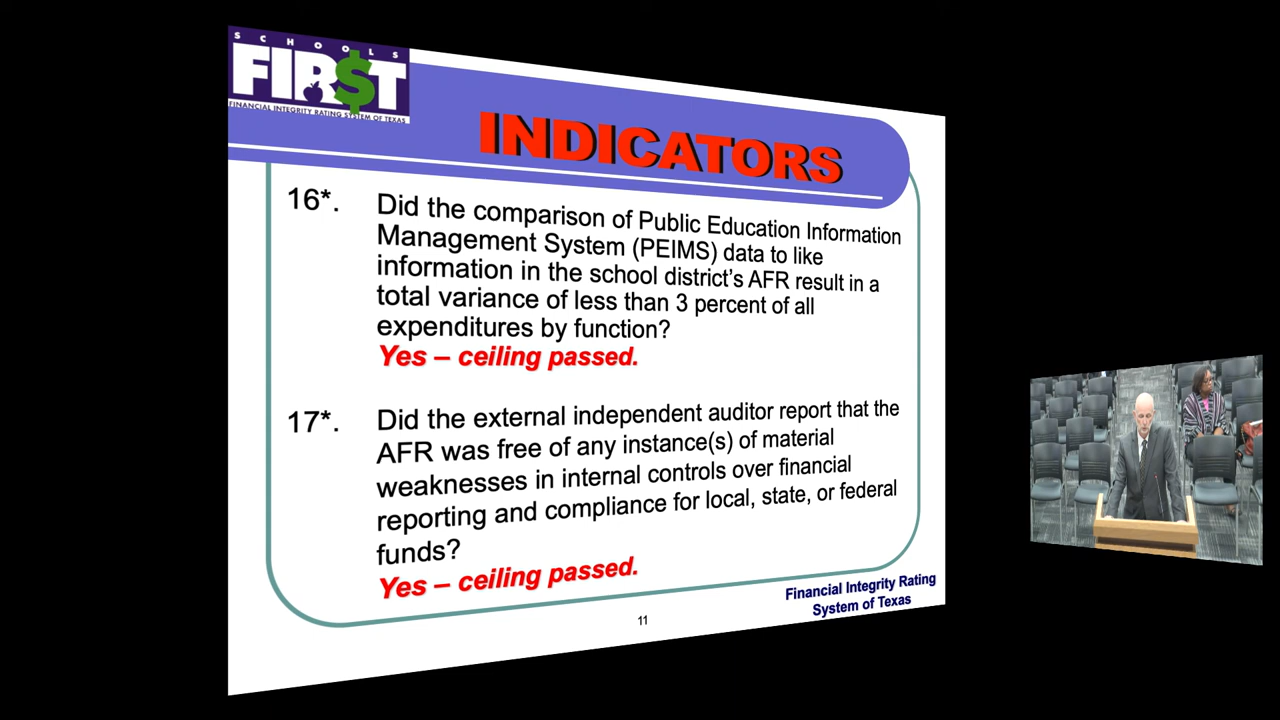 SCHOOLS
FIR$T
FINANCIAL INTEGRITY RATING SYSTEM OF TEXAS
INDICATORS
16*. Did the comparison of Public Education Information
Management System (PEIMS) data to like
information in the school district's AFR result in a
total variance of less than 3 percent of all
expenditures by function?
Yes – ceiling passed.
17*. Did the external independent auditor report that the
AFR was free of any instance(s) of material
weaknesses in internal controls over financial
reporting and compliance for local, state, or federal
funds?
Yes – ceiling passed.
Financial Integrity Rating
System of Texas
11